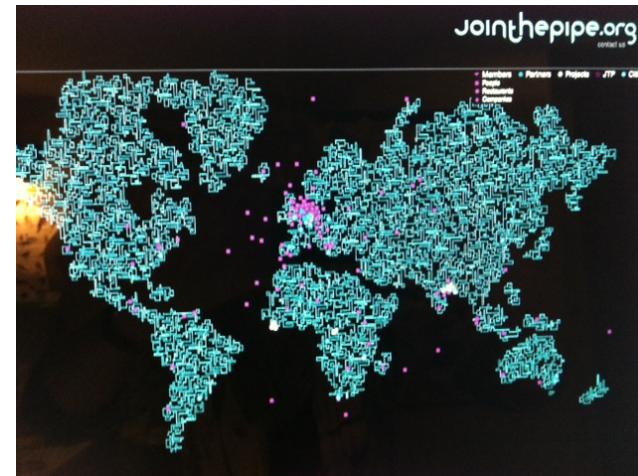 jointhepipe.org
contact us
Members Partners Projects JTP
People
Restaurants
Companies